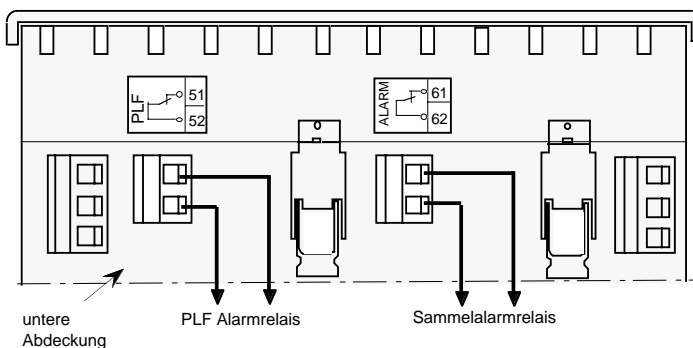 PLF
51
52
ALARM
61
62
untere
Abdeckung
PLF Alarmrelais
Sammelalarmrelais